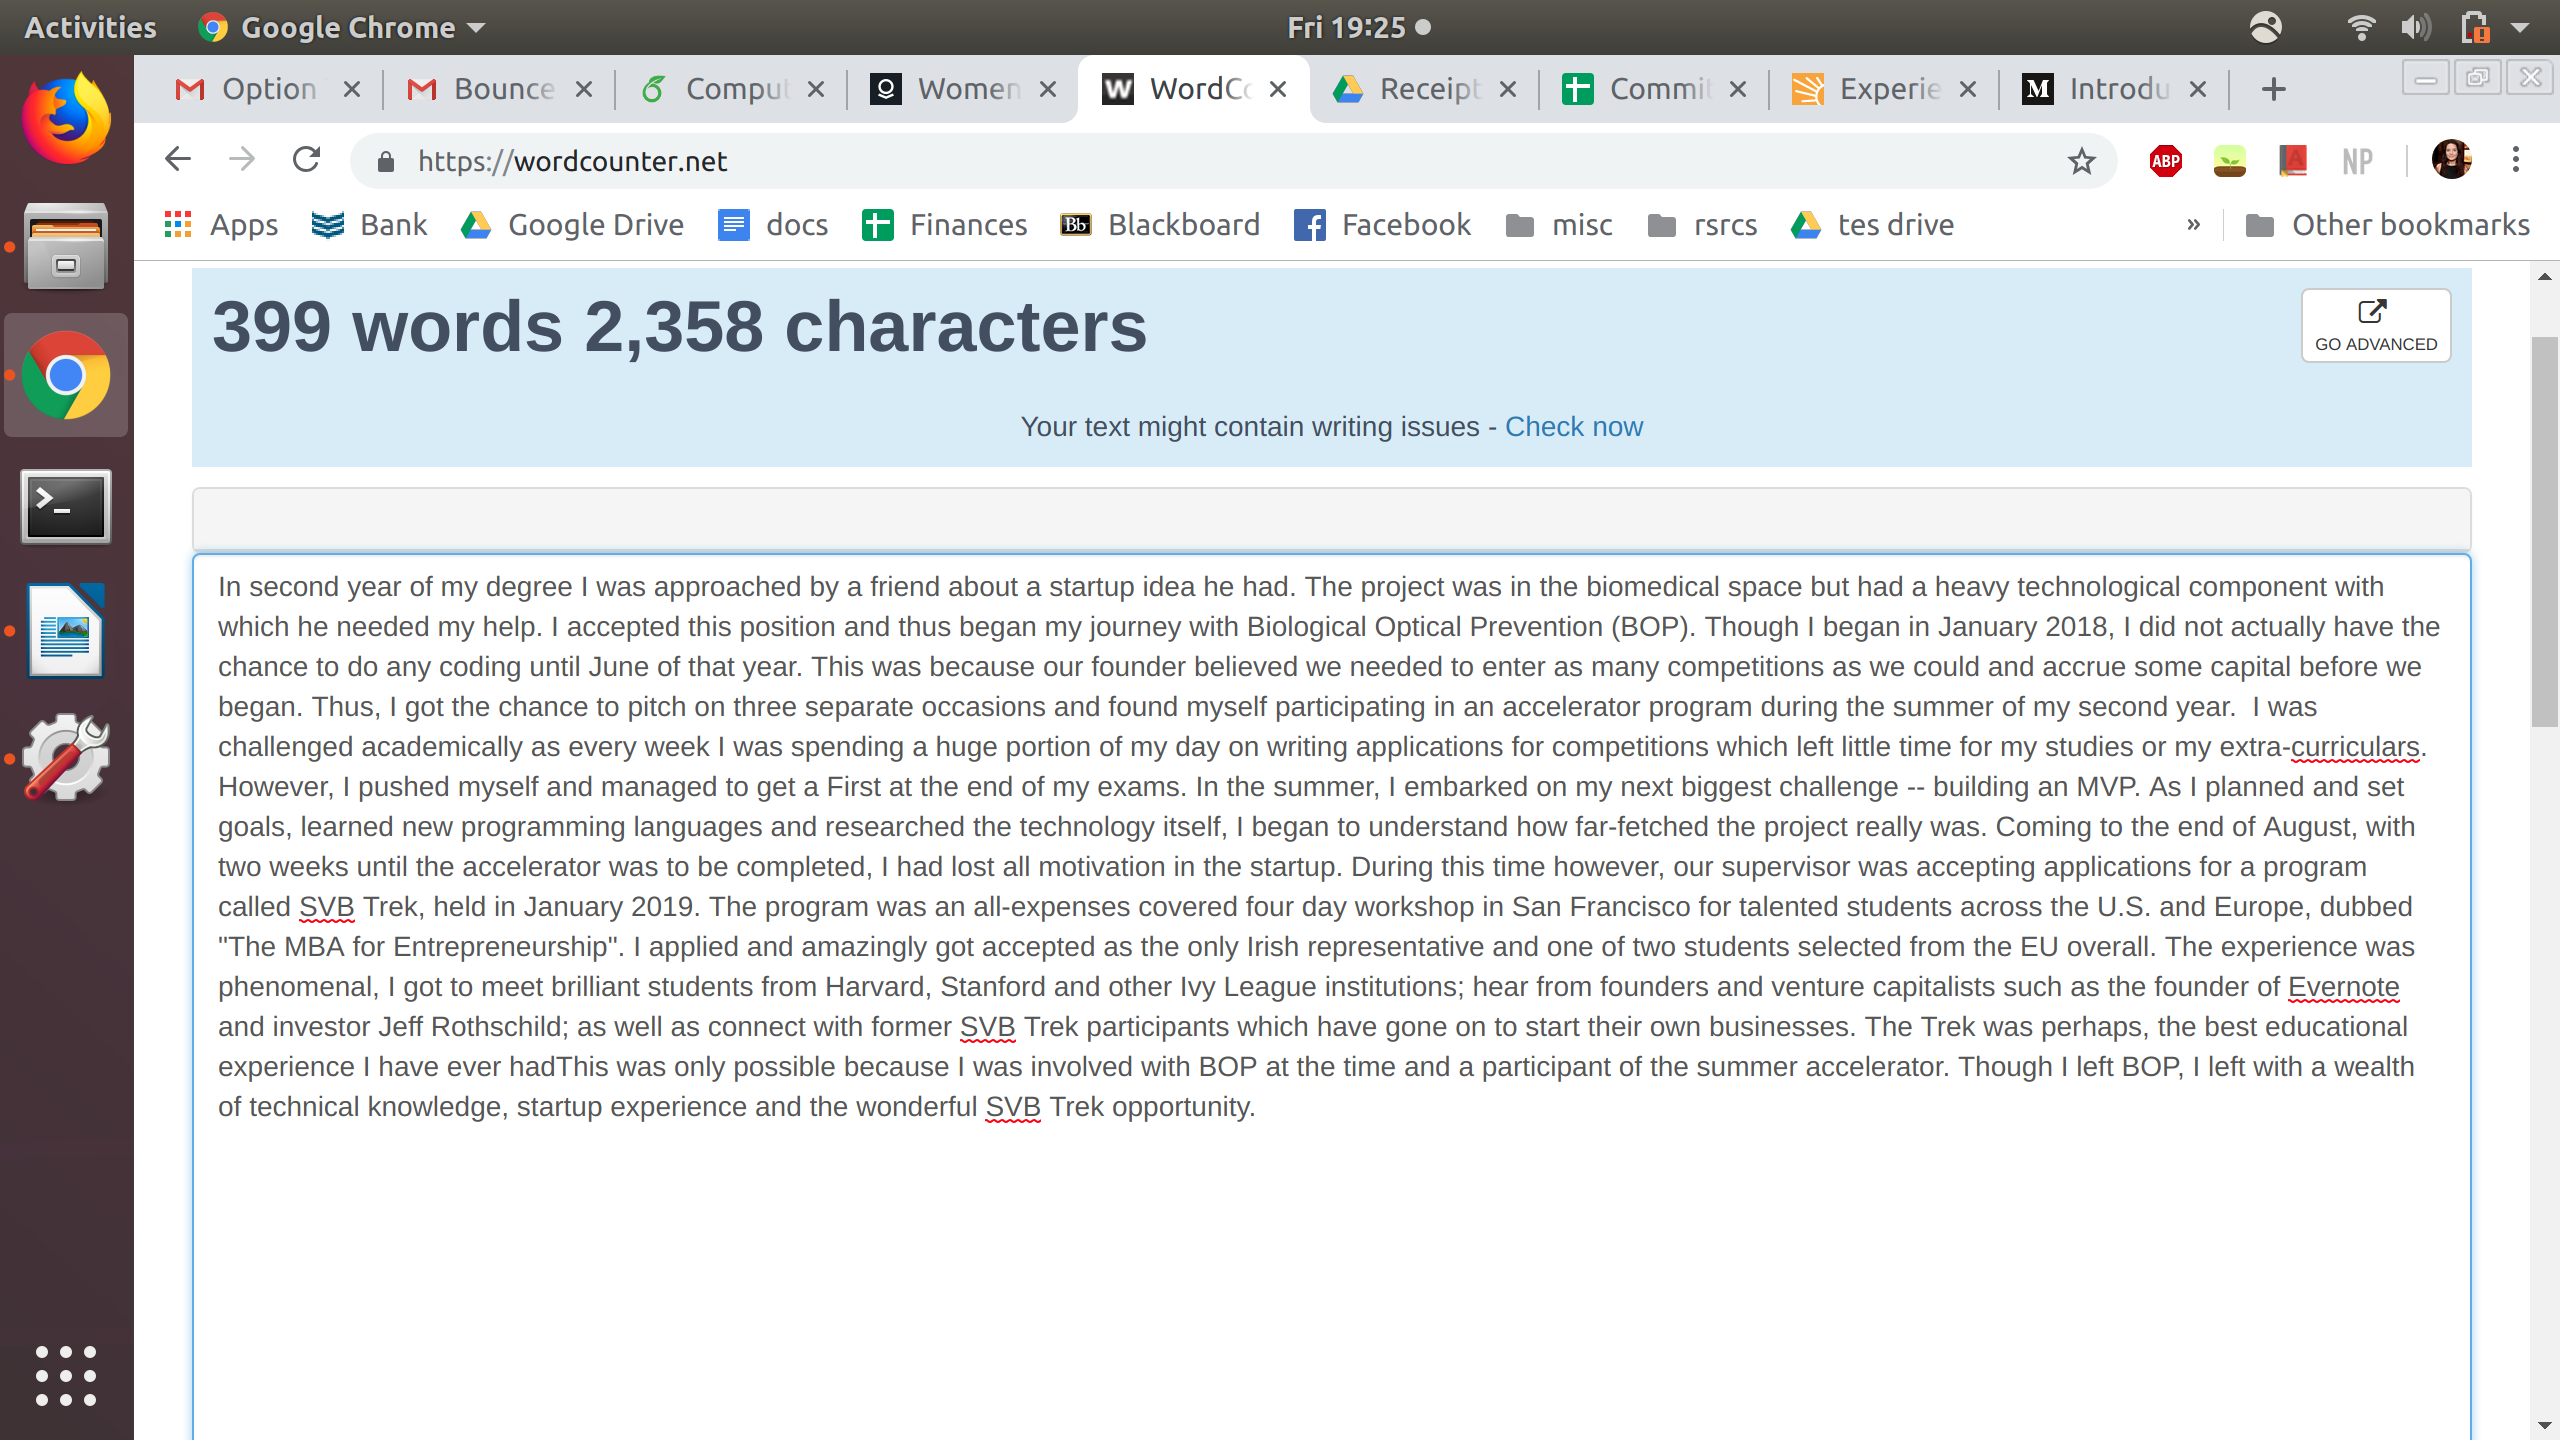 Activities
Google Chrome
Fri 19:25
Option
Bounce
Comput
Women
WordCo
Receipt
Commit
Experie
Introdu
https://wordcounter.net
ABP
NP
Apps
Bank
Google Drive
docs
Finances
Bb
Blackboard
Facebook
misc
rsrcs
tes drive
»
Other bookmarks
399 words 2,358 characters
GO ADVANCED
Your text might contain writing issues - Check now
In second year of my degree I was approached by a friend about a startup idea he had. The project was in the biomedical space but had a heavy technological component with
which he needed my help. I accepted this position and thus began my journey with Biological Optical Prevention (BOP). Though I began in January 2018, I did not actually have the
chance to do any coding until June of that year. This was because our founder believed we needed to enter as many competitions as we could and accrue some capital before we
began. Thus, I got the chance to pitch on three separate occasions and found myself participating in an accelerator program during the summer of my second year.  I was
challenged academically as every week I was spending a huge portion of my day on writing applications for competitions which left little time for my studies or my extra-curriculars.
However, I pushed myself and managed to get a First at the end of my exams. In the summer, I embarked on my next biggest challenge -- building an MVP. As I planned and set
goals, learned new programming languages and researched the technology itself, I began to understand how far-fetched the project really was. Coming to the end of August, with
two weeks until the accelerator was to be completed, I had lost all motivation in the startup. During this time however, our supervisor was accepting applications for a program
called SVB Trek, held in January 2019. The program was an all-expenses covered four day workshop in San Francisco for talented students across the U.S. and Europe, dubbed
"The MBA for Entrepreneurship". I applied and amazingly got accepted as the only Irish representative and one of two students selected from the EU overall. The experience was
phenomenal, I got to meet brilliant students from Harvard, Stanford and other Ivy League institutions; hear from founders and venture capitalists such as the founder of Evernote
and investor Jeff Rothschild; as well as connect with former SVB Trek participants which have gone on to start their own businesses. The Trek was perhaps, the best educational
experience I have ever hadThis was only possible because I was involved with BOP at the time and a participant of the summer accelerator. Though I left BOP, I left with a wealth
of technical knowledge, startup experience and the wonderful SVB Trek opportunity.